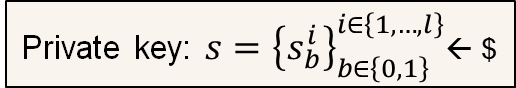 Private key: s = {s_b^i}_{b∈{0,1}}^{i∈{1,…,l}} ← $